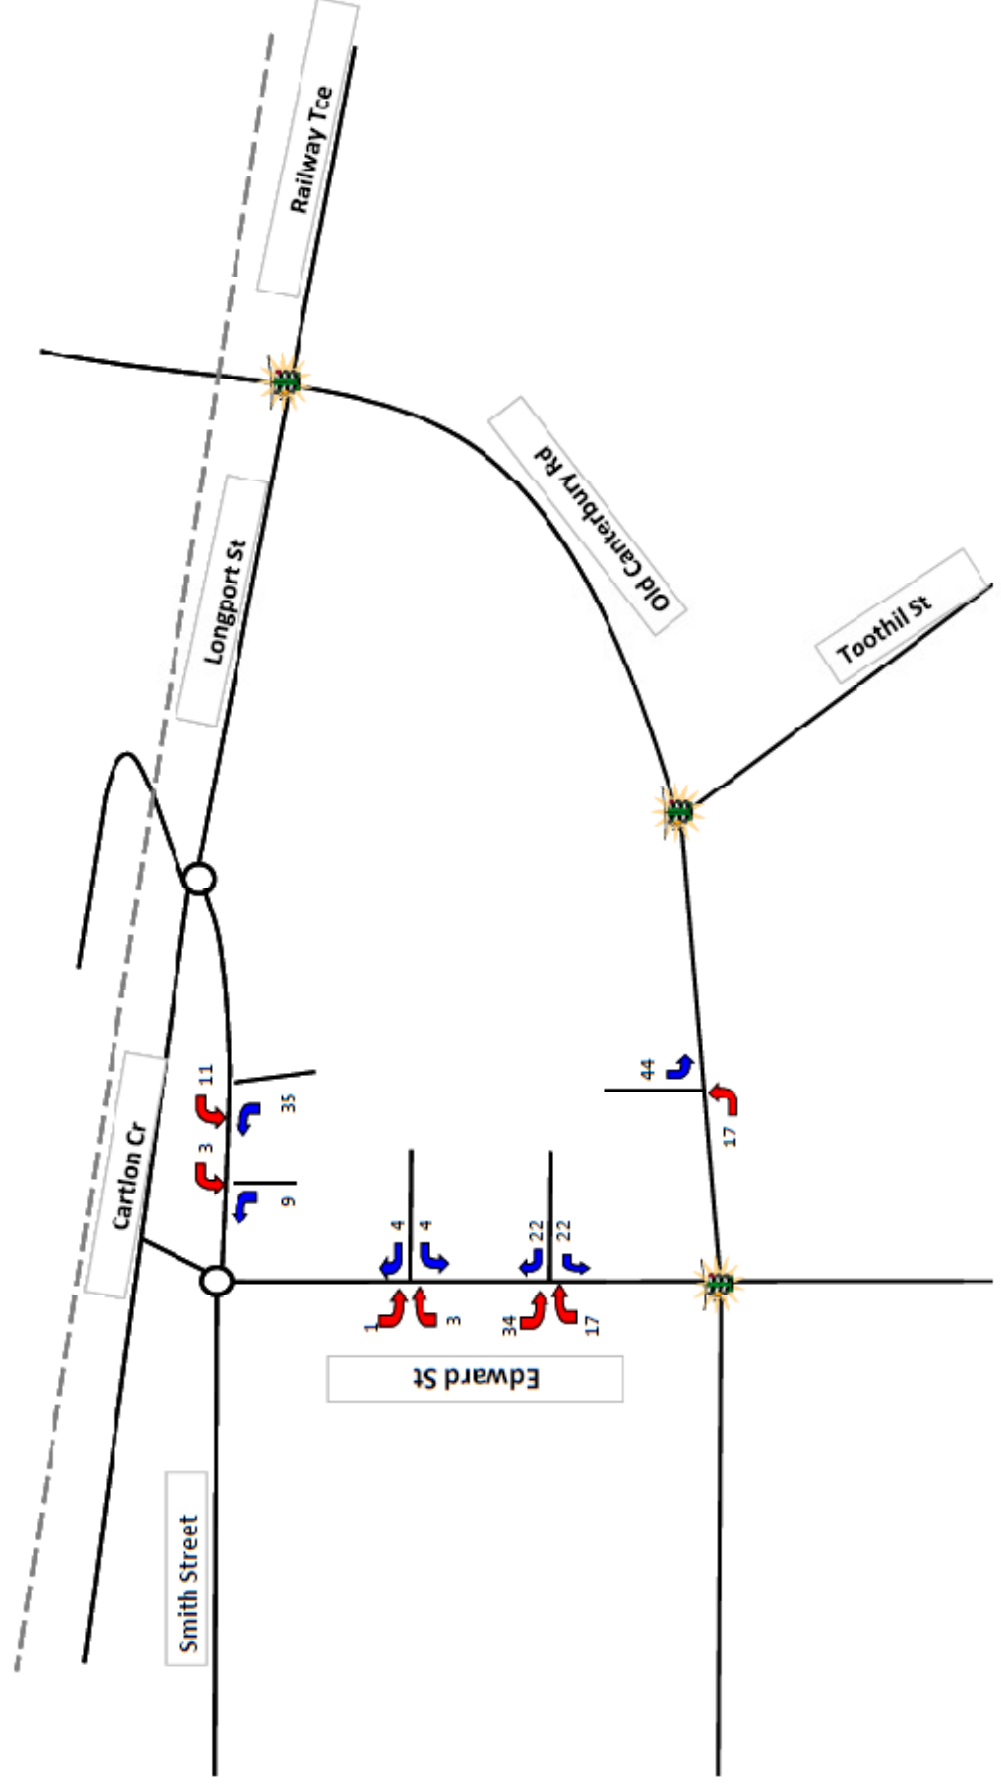 Railway Tce
Longport St
Old Canterbury Rd
Toothil St
Cartlon Cr
11
3
35
9
44
17
4
4
22
22
1
3
34
17
Edward St
Smith Street